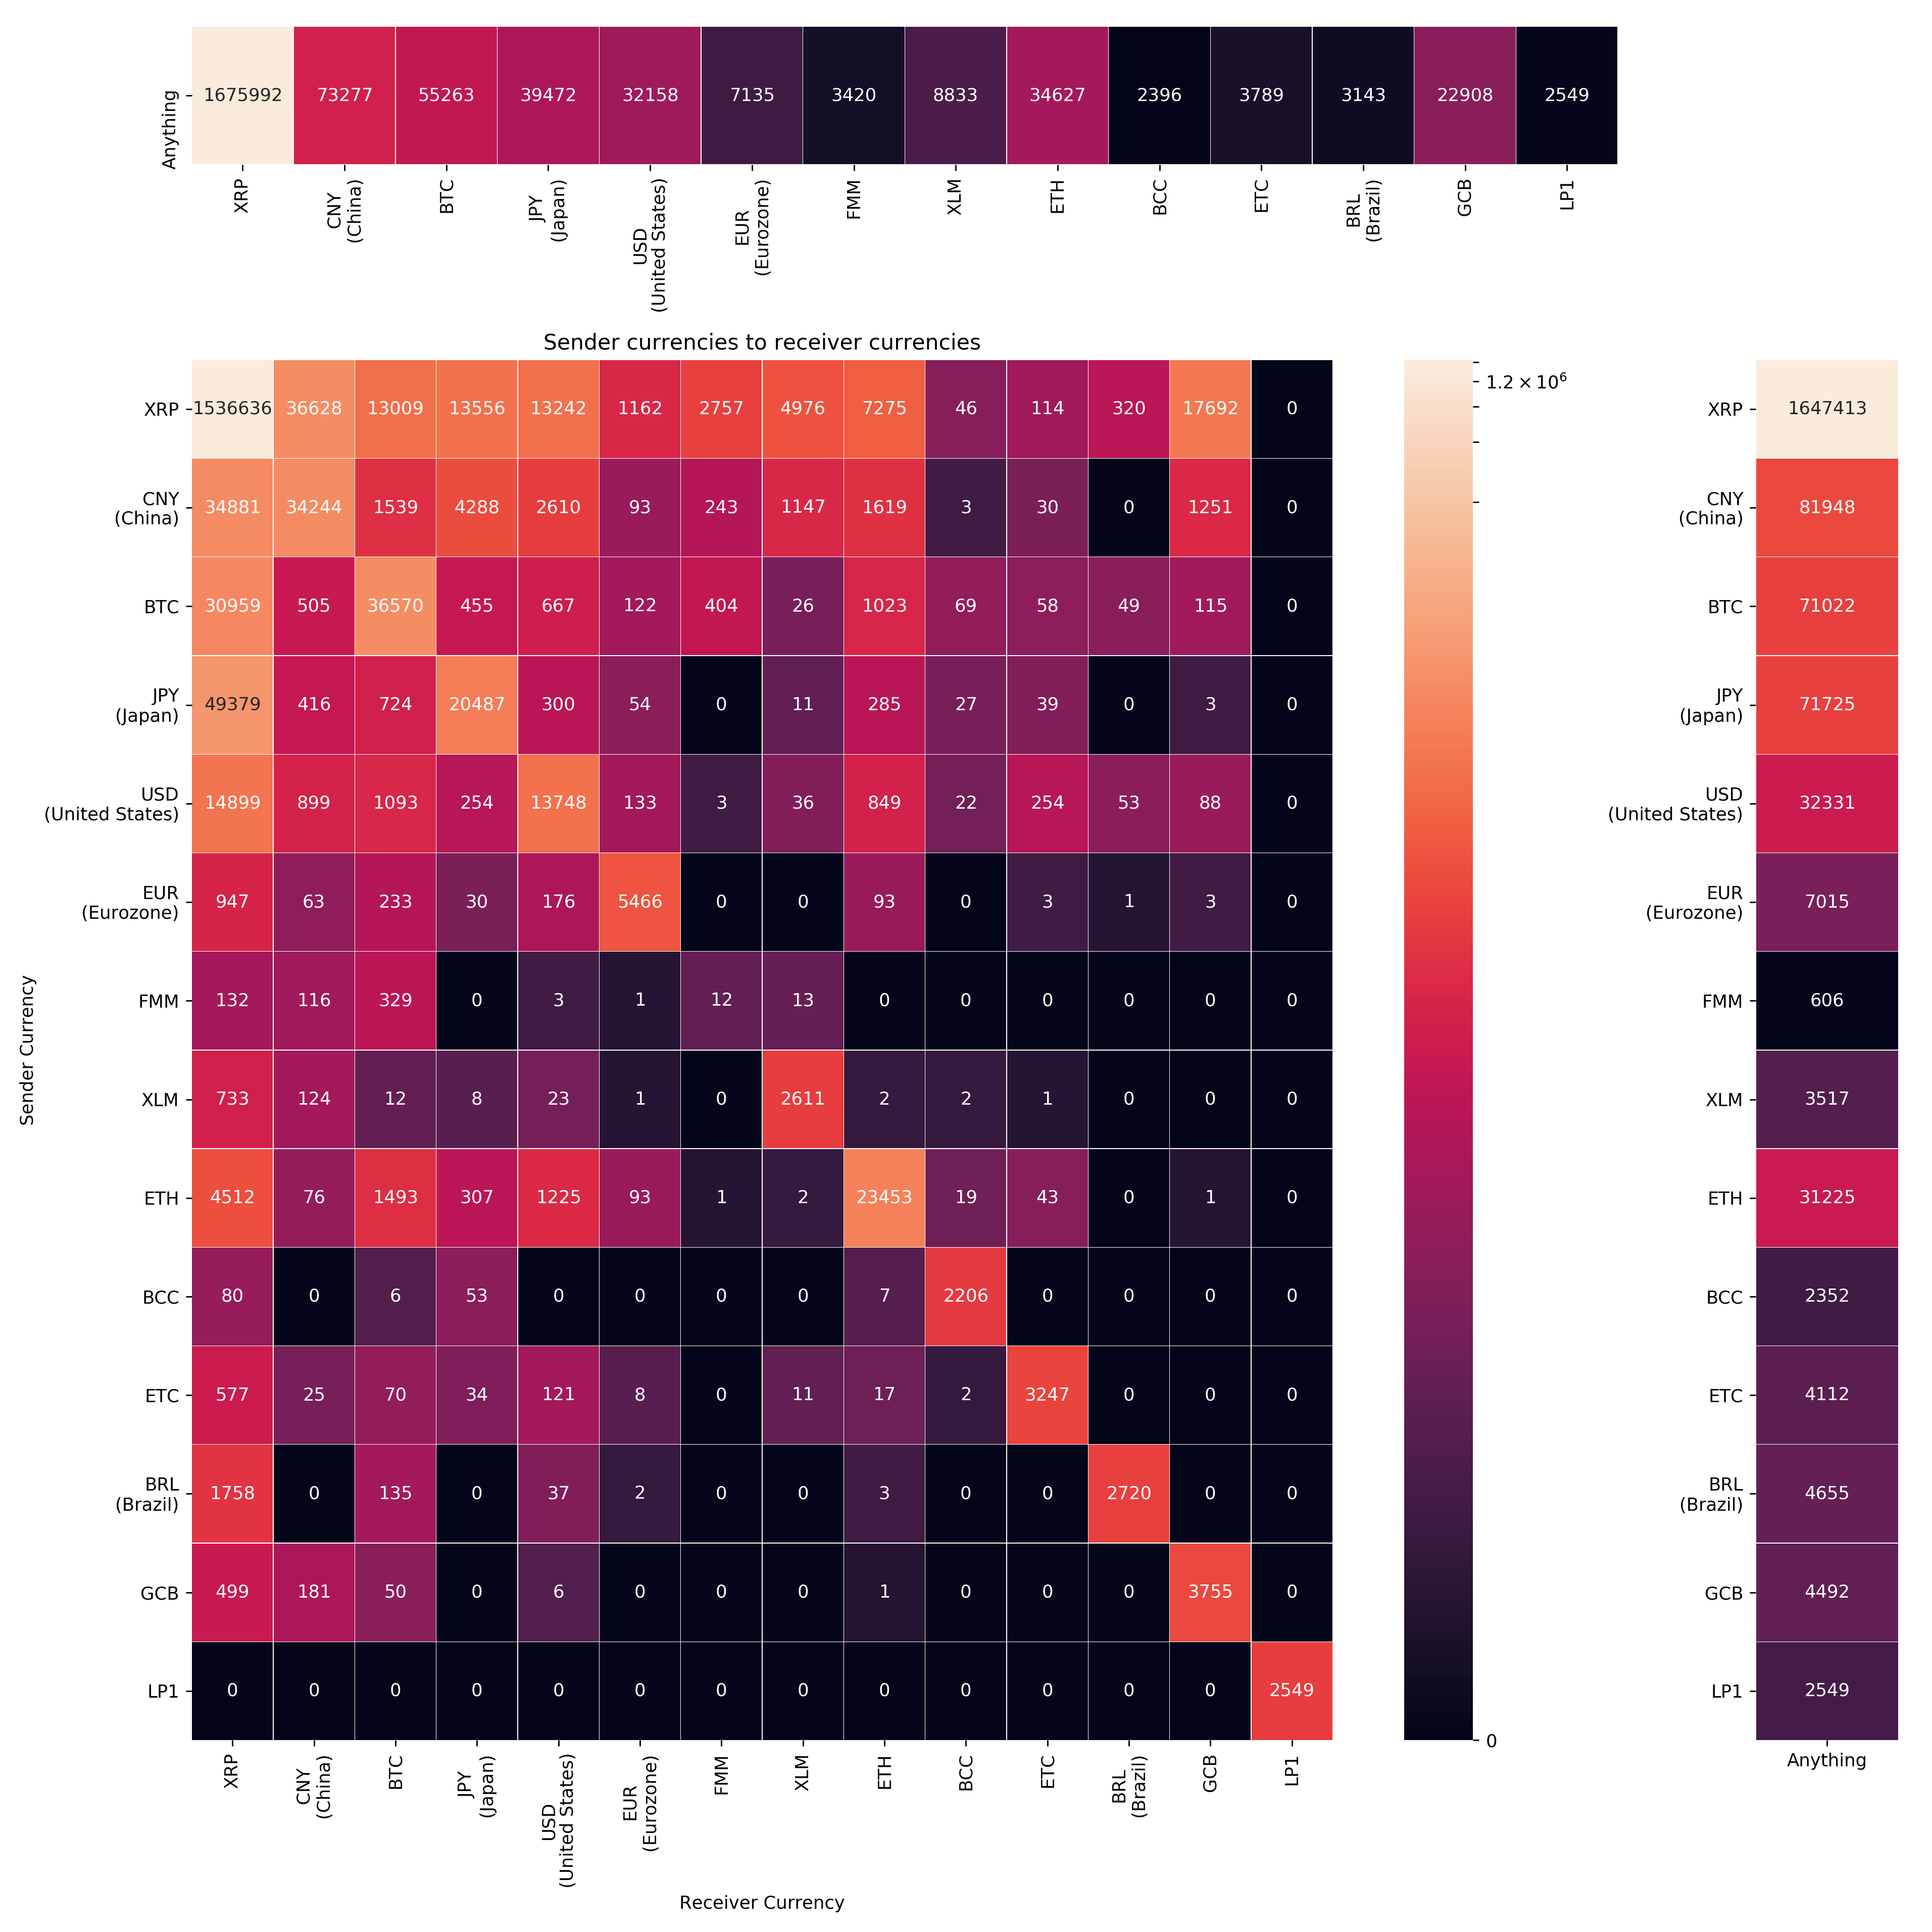 Anything
1675992 73277 55263 39472 32158 7135 3420 8833 34627 2396 3789 3143 22908 2549
XRP
CNY
(China)
BTC
JPY
(Japan)
USD
(United States)
EUR
(Eurozone)
FMM
XLM
ETH
BCC
ETC
BRL
(Brazil)
GCB
LP1
Sender currencies to receiver currencies
Sender Currency
XRP
1536636 36628 13009 13556 13242 1162 2757 4976 7275 46 114 320 17692 0
CNY
(China)
34881 34244 1539 4288 2610 93 243 1147 1619 3 30 0 1251 0
BTC
30959 505 36570 455 667 122 404 26 1023 69 58 49 115 0
JPY
(Japan)
49379 416 724 20487 300 54 0 11 285 27 39 0 3 0
USD
(United States)
14899 899 1093 254 13748 133 3 36 849 22 254 53 88 0
EUR
(Eurozone)
947 63 233 30 176 5466 0 0 93 0 3 1 3 0
FMM
132 116 329 0 3 1 12 13 0 0 0 0 0 0
XLM
733 124 12 8 23 1 0 2611 2 2 1 0 0 0
ETH
4512 76 1493 307 1225 93 1 2 23453 19 43 0 1 0
BCC
80 0 6 53 0 0 0 0 7 2206 0 0 0 0
ETC
577 25 70 34 121 8 0 11 17 2 3247 0 0 0
BRL
(Brazil)
1758 0 135 0 37 2 0 0 3 0 0 2720 0 0
GCB
499 181 50 0 6 0 0 0 1 0 0 0 3755 0
LP1
0 0 0 0 0 0 0 0 0 0 0 0 0 2549
XRP
CNY
(China)
BTC
JPY
(Japan)
USD
(United States)
EUR
(Eurozone)
FMM
XLM
ETH
BCC
ETC
BRL
(Brazil)
GCB
LP1
Receiver Currency
1.2 × 10⁶
0
XRP
1647413
CNY
(China)
81948
BTC
71022
JPY
(Japan)
71725
USD
(United States)
32331
EUR
(Eurozone)
7015
FMM
606
XLM
3517
ETH
31225
BCC
2352
ETC
4112
BRL
(Brazil)
4655
GCB
4492
LP1
2549
Anything